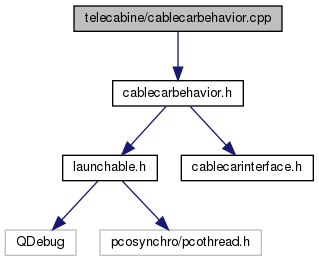 telecabine/cablecarbehavior.cpp
cablecarbehavior.h
launchable.h
cablecarinterface.h
QDebug
pcosynchro/pcothread.h